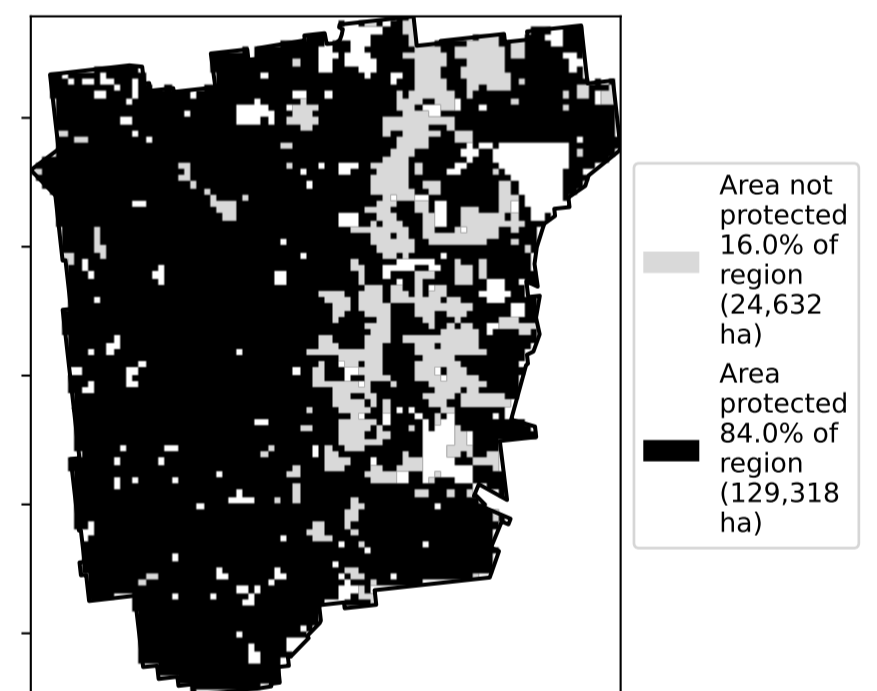 Area not
protected
16.0% of
region
(24,632
ha)
Area
protected
84.0% of
region
(129,318
ha)